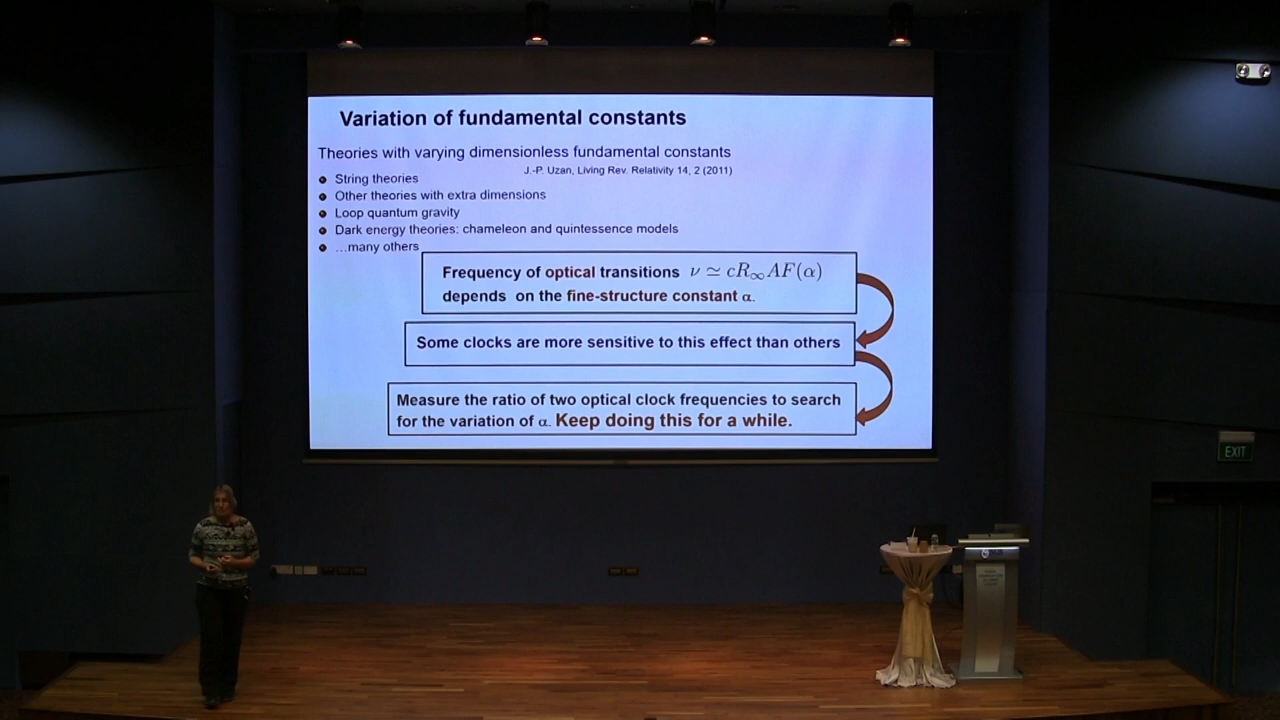 Variation of fundamental constants
Theories with varying dimensionless fundamental constants
J.-P. Uzan, Living Rev. Relativity 14, 2 (2011)
String theories
Other theories with extra dimensions
Loop quantum gravity
Dark energy theories: chameleon and quintessence models
…many others
Frequency of optical transitions ν ≃ cR∞AF(α)
depends on the fine-structure constant α.
Some clocks are more sensitive to this effect than others
Measure the ratio of two optical clock frequencies to search
for the variation of α. Keep doing this for a while.
EXIT